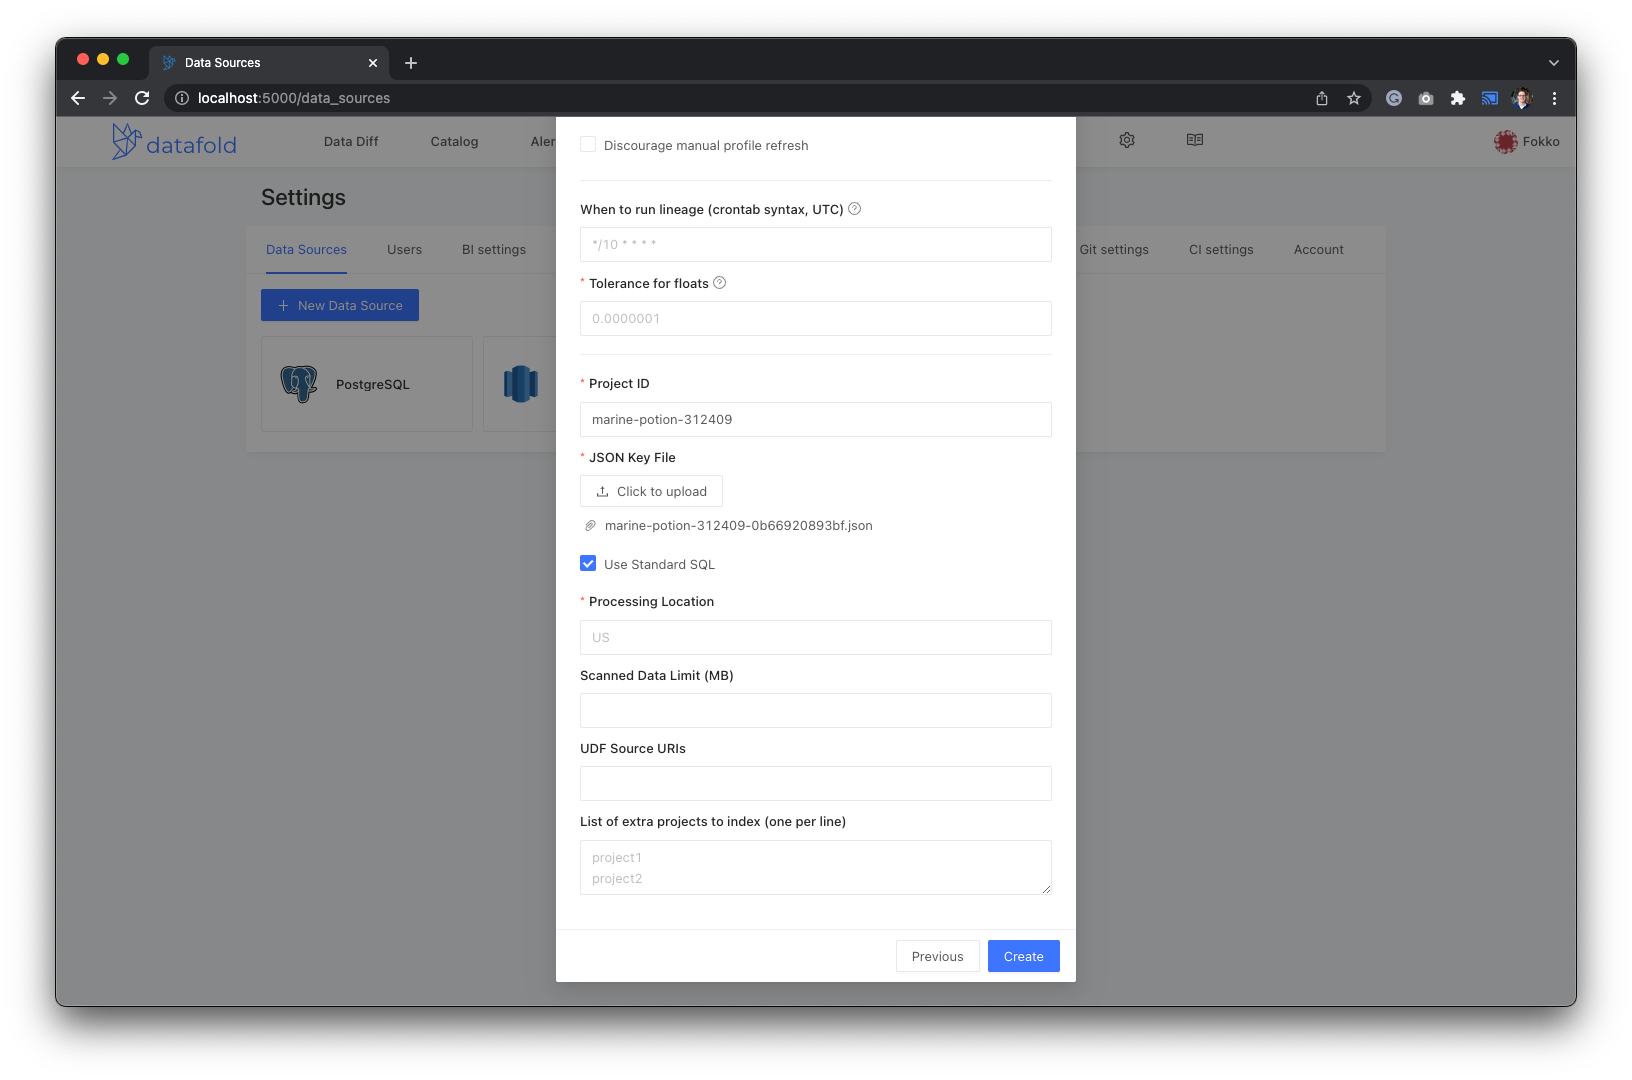 Data Sources
localhost:5000/data_sources
datafold
Data Diff
Catalog
Aler
Fokko
Settings
Data Sources
Users
BI settings
Git settings
CI settings
Account
+ New Data Source
PostgreSQL
Discourage manual profile refresh
When to run lineage (crontab syntax, UTC)
*/10 * * * *
* Tolerance for floats
0.0000001
* Project ID
marine-potion-312409
* JSON Key File
Click to upload
marine-potion-312409-0b66920893bf.json
Use Standard SQL
* Processing Location
US
Scanned Data Limit (MB)
UDF Source URIs
List of extra projects to index (one per line)
project1
project2
Previous
Create